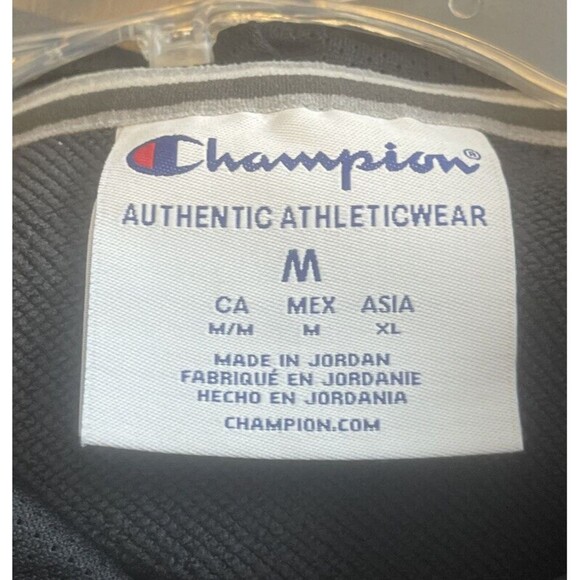 Champion®
AUTHENTIC ATHLETICWEAR
M
CA MEX ASIA
M/M M XL
MADE IN JORDAN
FABRIQUÉ EN JORDANIE
HECHO EN JORDANIA
CHAMPION.COM